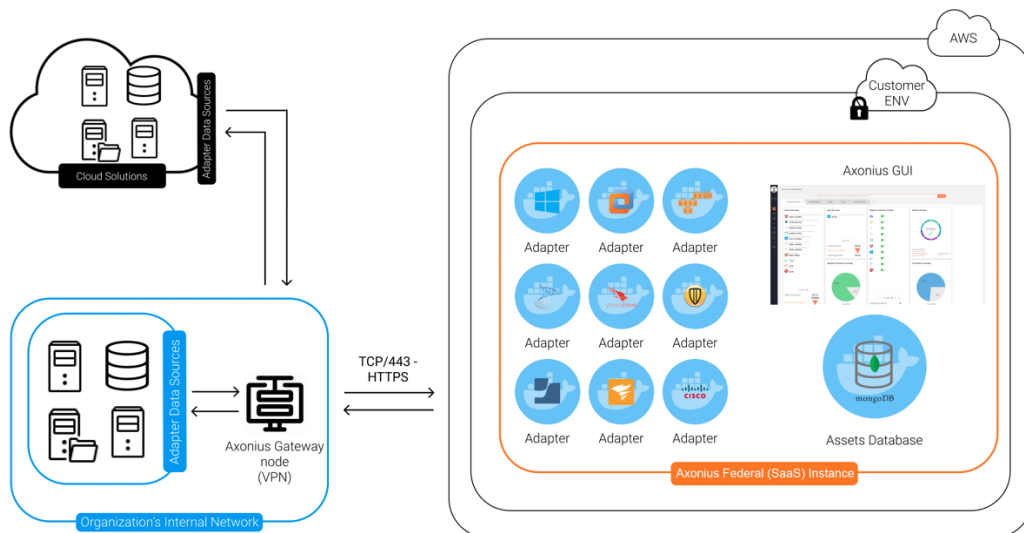 AWS
Customer
ENV
Adapter Data Sources
Cloud Solutions
Axonius GUI
Adapter
Adapter
Adapter
Adapter
Adapter
Adapter
Adapter
Adapter
CISCO
Adapter
mongoDB
Assets Database
Axonius Federal (SaaS) Instance
TCP/443 -
HTTPS
Adapter Data Sources
Axonius Gateway
node
(VPN)
Organization's Internal Network